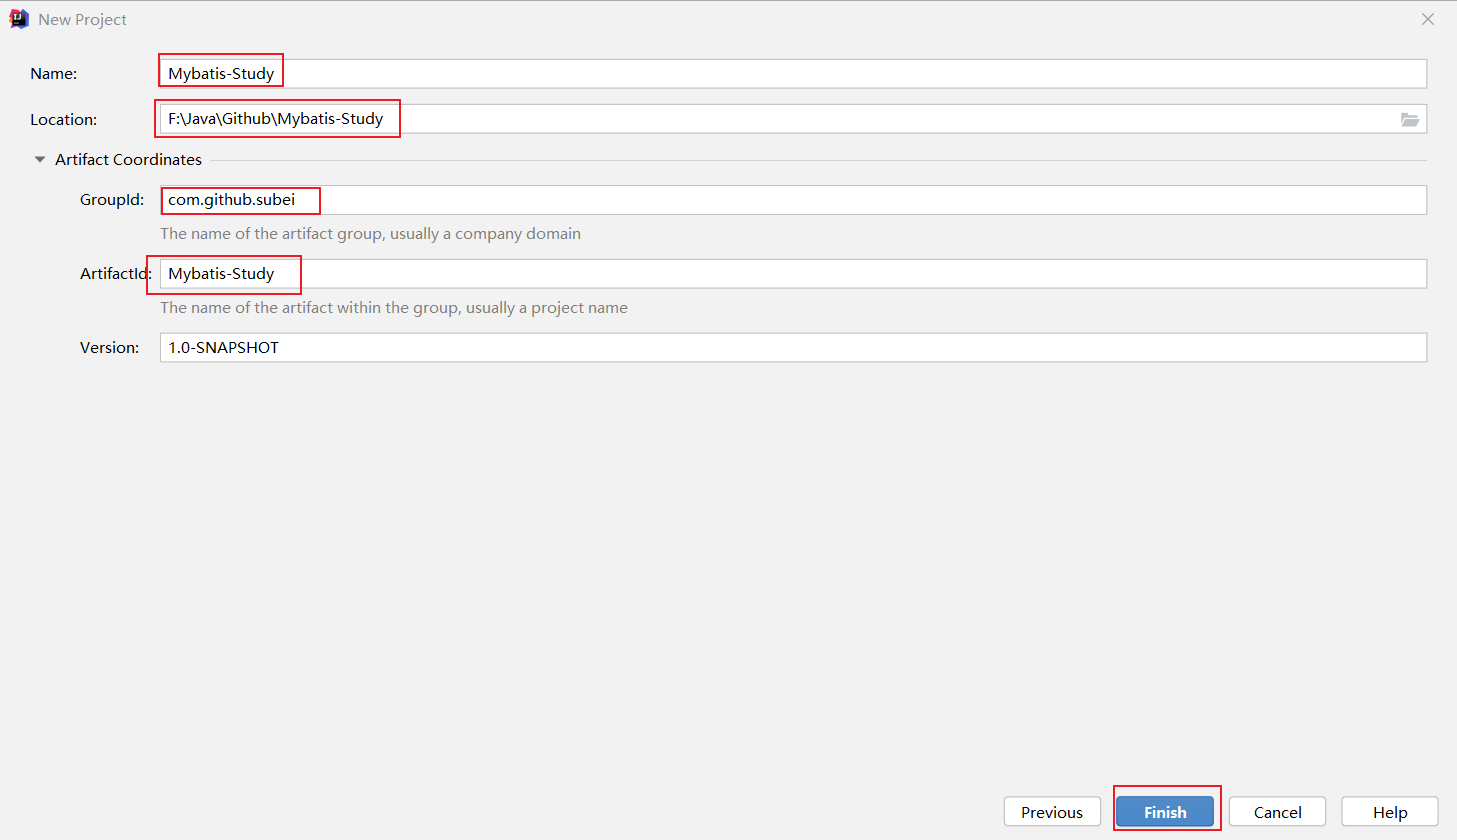 New Project
Name: Mybatis-Study
Location: F:\Java\Github\Mybatis-Study
Artifact Coordinates
GroupId: com.github.subei
The name of the artifact group, usually a company domain
ArtifactId: Mybatis-Study
The name of the artifact within the group, usually a project name
Version: 1.0-SNAPSHOT
Previous Finish Cancel Help